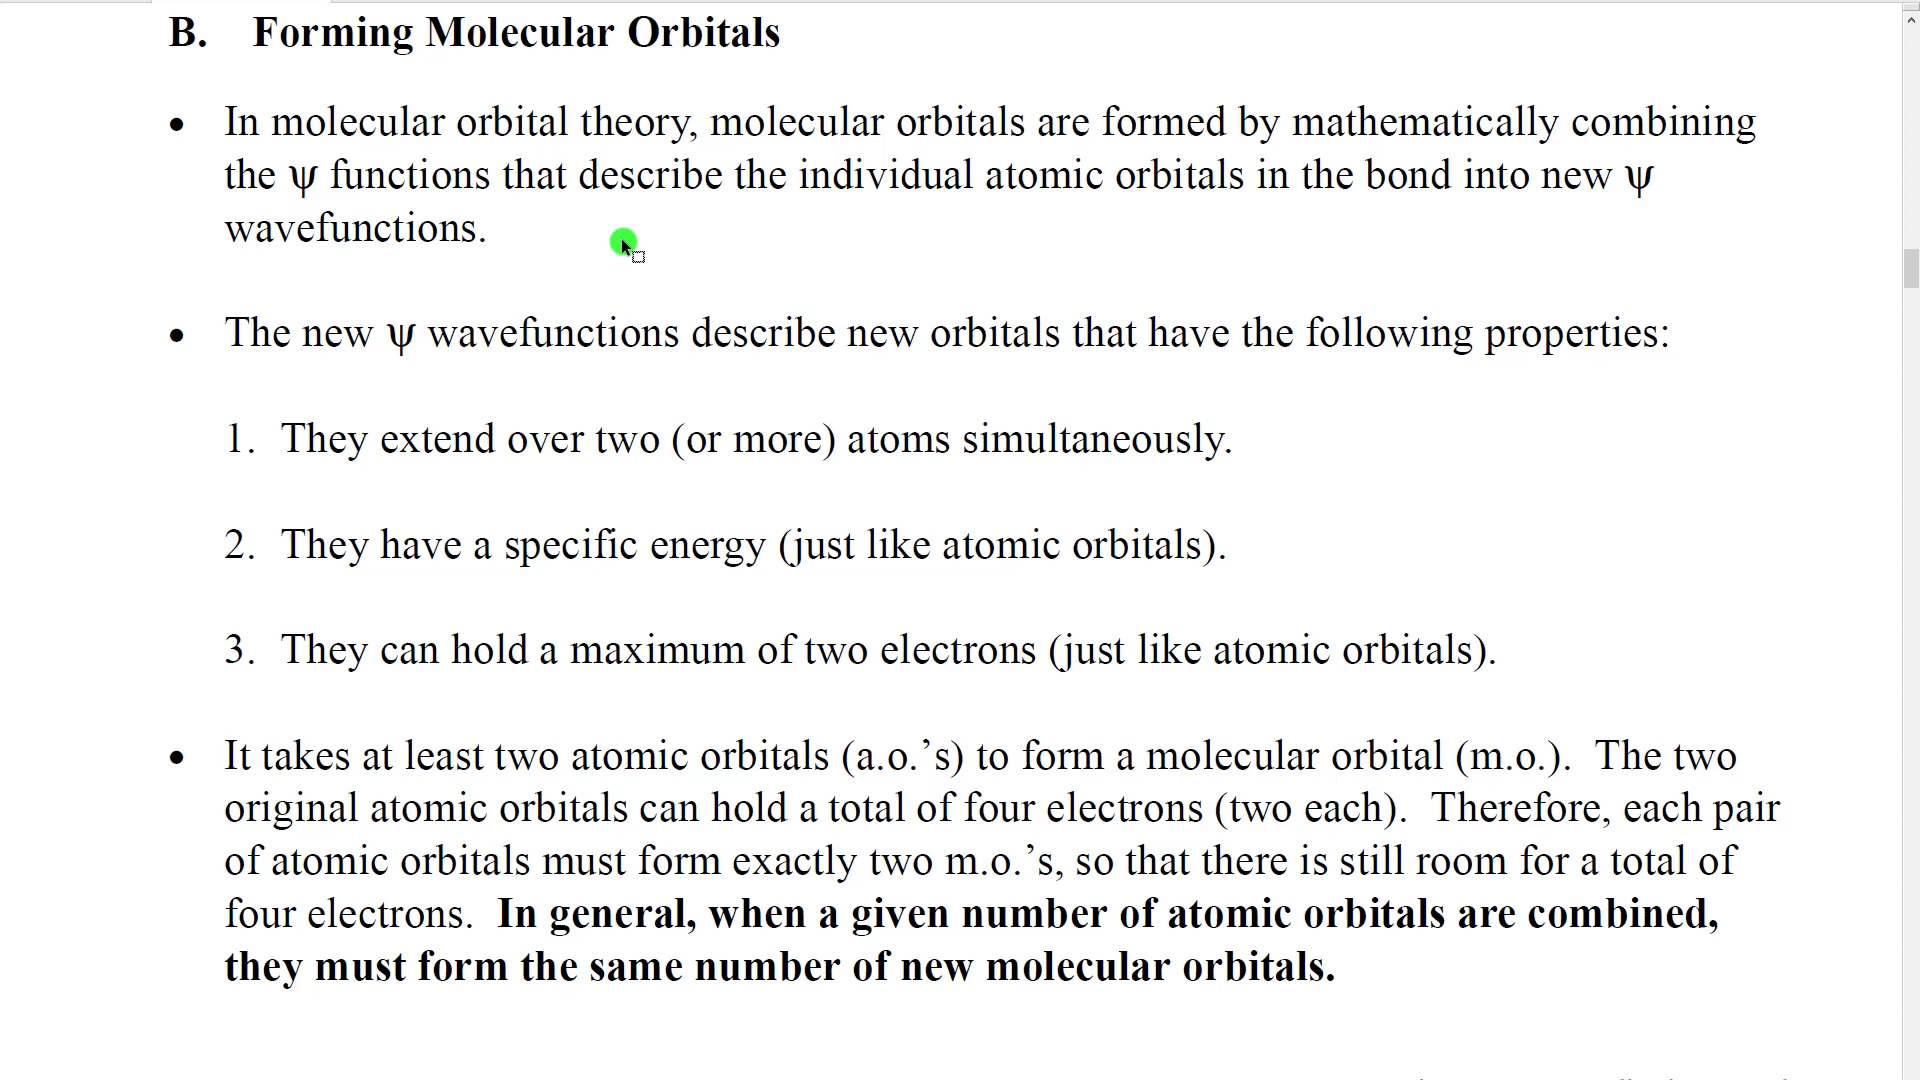 B. Forming Molecular Orbitals
• In molecular orbital theory, molecular orbitals are formed by mathematically combining
the ψ functions that describe the individual atomic orbitals in the bond into new ψ
wavefunctions.
• The new ψ wavefunctions describe new orbitals that have the following properties:
1. They extend over two (or more) atoms simultaneously.
2. They have a specific energy (just like atomic orbitals).
3. They can hold a maximum of two electrons (just like atomic orbitals).
• It takes at least two atomic orbitals (a.o.’s) to form a molecular orbital (m.o.). The two
original atomic orbitals can hold a total of four electrons (two each). Therefore, each pair
of atomic orbitals must form exactly two m.o.’s, so that there is still room for a total of
four electrons. In general, when a given number of atomic orbitals are combined,
they must form the same number of new molecular orbitals.